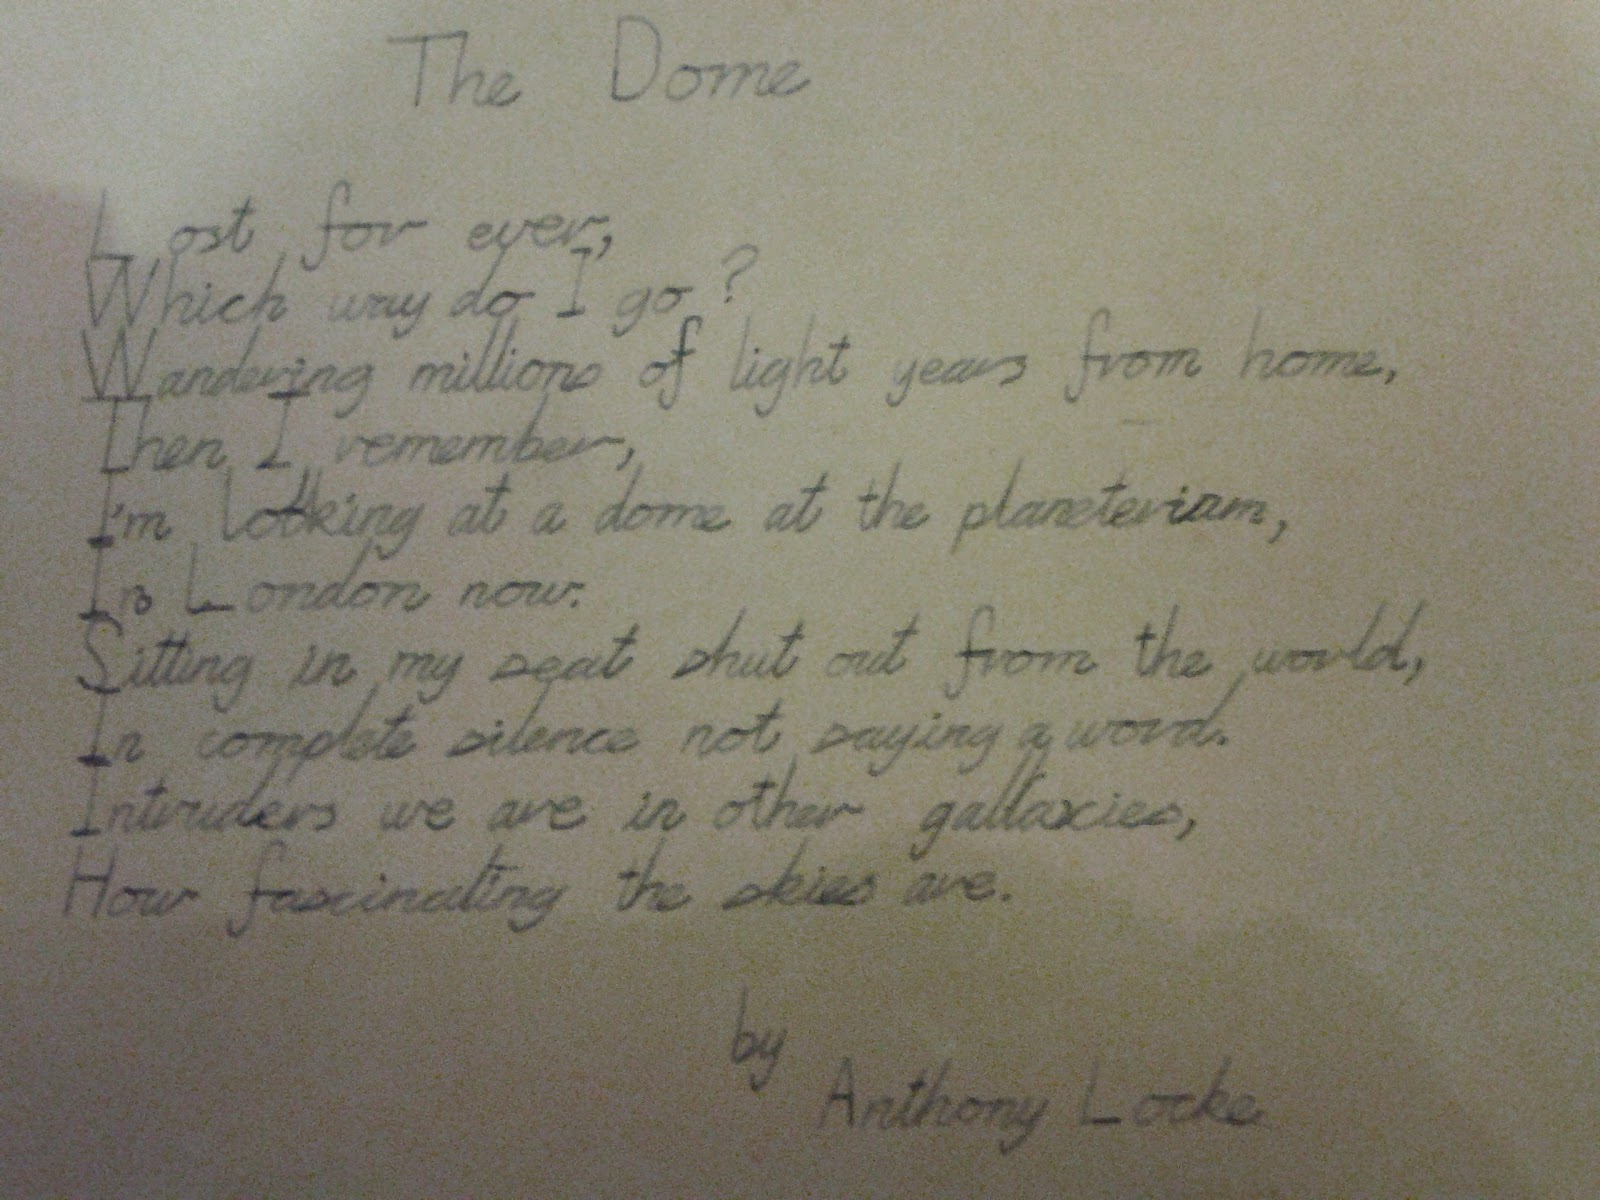 The Dome
Lost for ever,
Which way do I go?
Wandering millions of light years from home,
Then I remember,
I'm looking at a dome at the planeterium,
In London now.
Sitting in my seat shut out from the world,
In complete silence not saying a word.
Intruders we are in other gallaxies,
How fascinating the skies are.
by
Anthony Locke